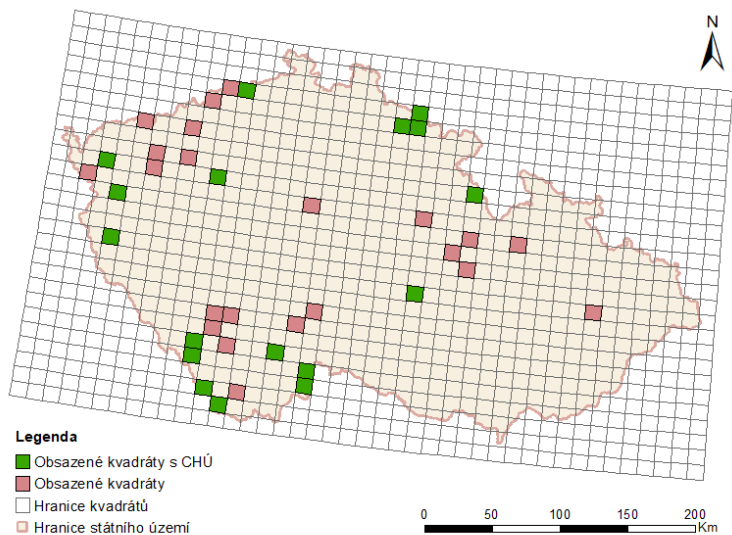 N
Legenda
Obsazené kvadráty s CHÚ
Obsazené kvadráty
Hranice kvadrátů
Hranice státního území
0 50 100 150 200
Km